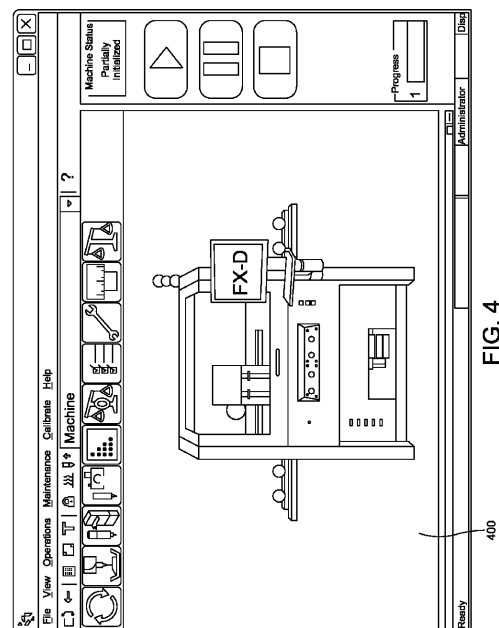 File View Operations Maintenance Calibrate Help
Machine
?
Machine Status
Partially
Initialized
FX-D
Progress
1
Ready
Administrator
Disp
400
FIG. 4